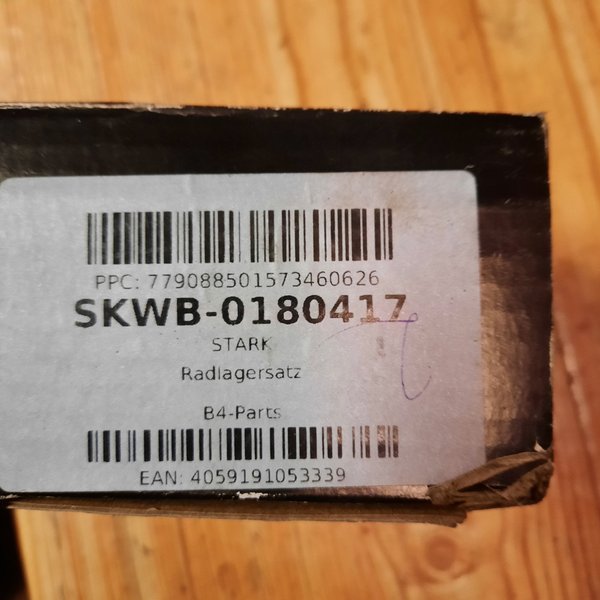 PPC: 779088501573460626
SKWB-0180417
STARK
Radlagersatz
B4-Parts
EAN: 4059191053339